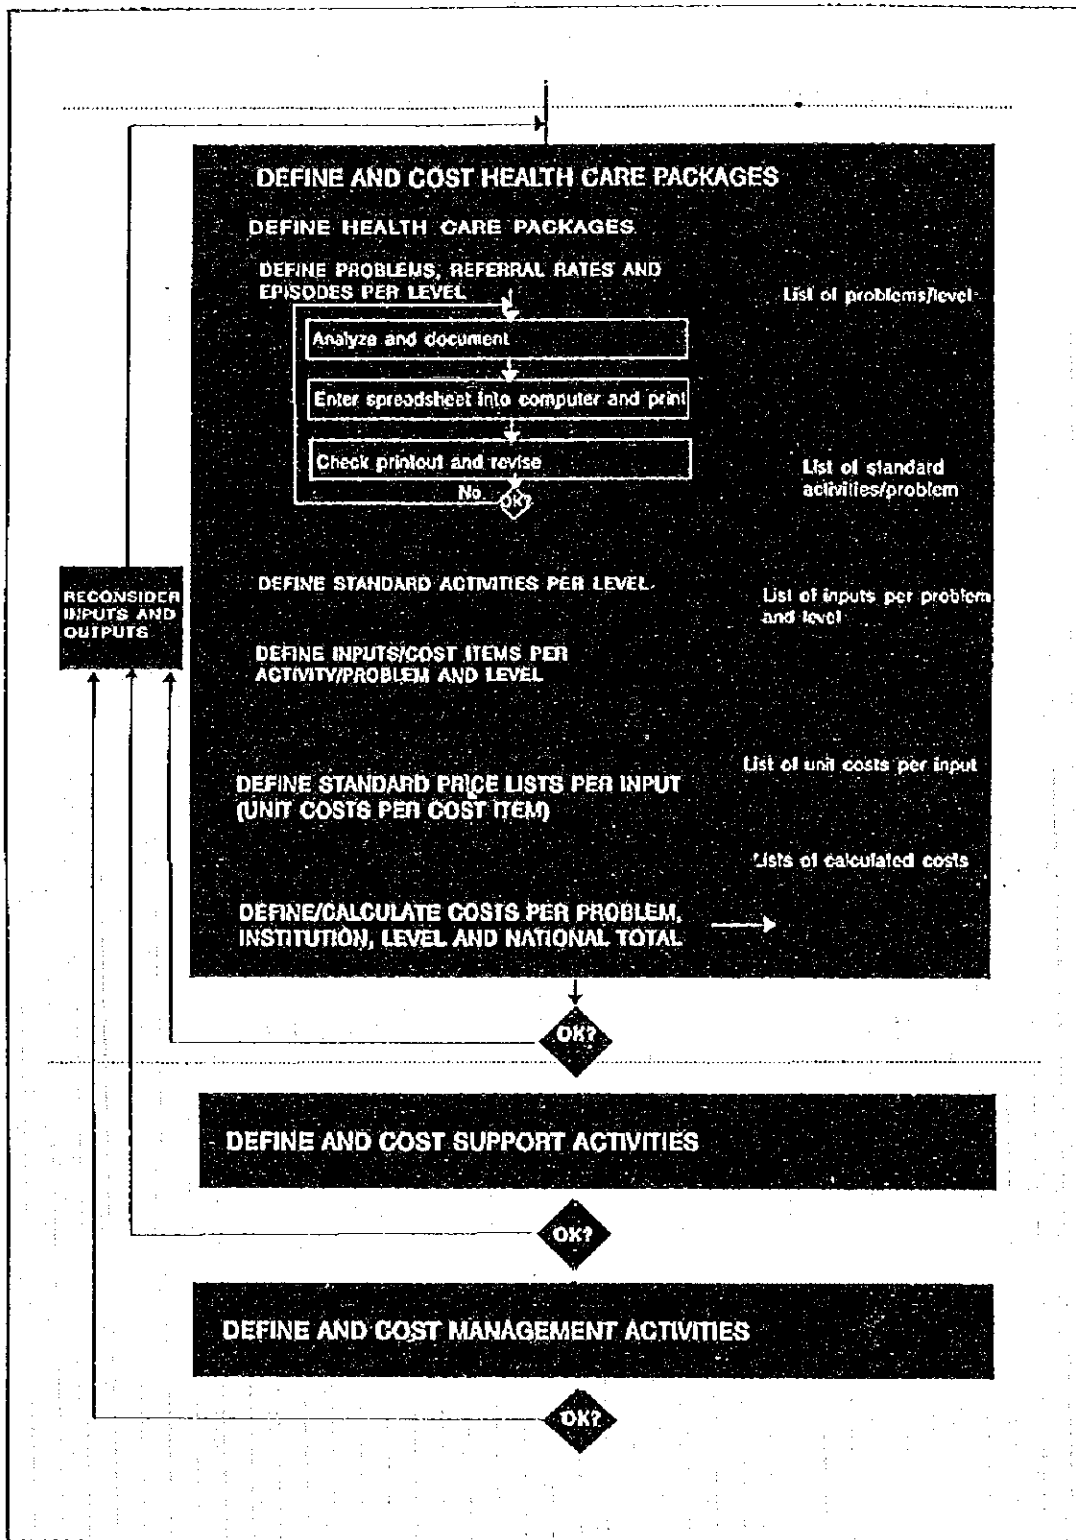 DEFINE AND COST HEALTH CARE PACKAGES
DEFINE HEALTH CARE PACKAGES
DEFINE PROBLEMS, REFERRAL RATES AND
EPISODES PER LEVEL
List of problems/level
Analyze and document
Enter spreadsheet into computer and print
Check printout and revise
No
OK?
List of standard
activities/problem
DEFINE STANDARD ACTIVITIES PER LEVEL
List of inputs per problem
and level
RECONSIDER
INPUTS AND
OUTPUTS
DEFINE INPUTS/COST ITEMS PER
ACTIVITY/PROBLEM AND LEVEL
List of unit costs per input
DEFINE STANDARD PRICE LISTS PER INPUT
(UNIT COSTS PER COST ITEM)
Lists of calculated costs
DEFINE/CALCULATE COSTS PER PROBLEM,
INSTITUTION, LEVEL AND NATIONAL TOTAL
OK?
DEFINE AND COST SUPPORT ACTIVITIES
OK?
DEFINE AND COST MANAGEMENT ACTIVITIES
OK?